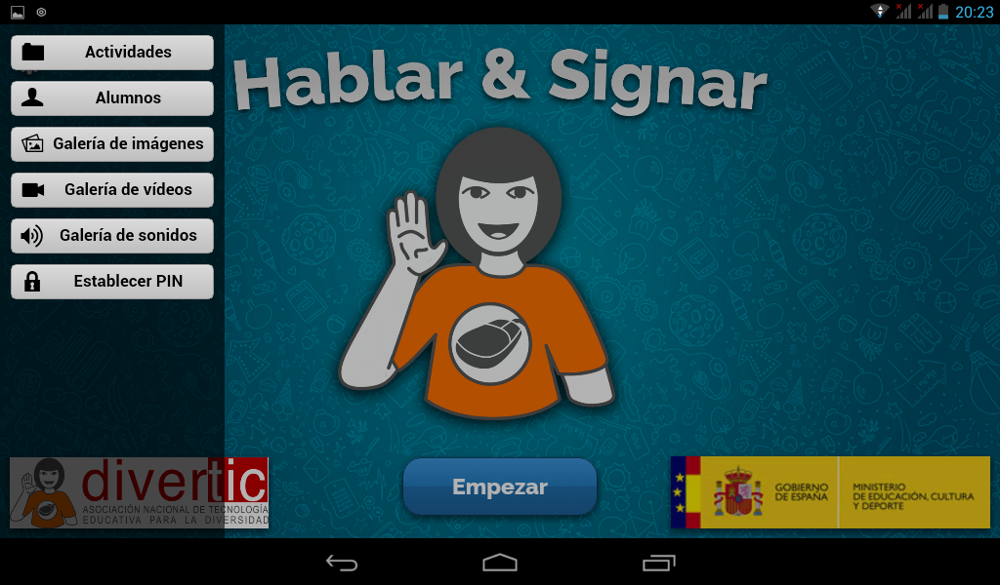 20:23
Actividades
Alumnos
Galería de imágenes
Galería de vídeos
Galería de sonidos
Establecer PIN
Hablar & Signar
divertic
ASOCIACIÓN NACIONAL DE TECNOLOGÍA
EDUCATIVA PARA LA DIVERSIDAD
Empezar
GOBIERNO
DE ESPAÑA
MINISTERIO
DE EDUCACIÓN, CULTURA
Y DEPORTE